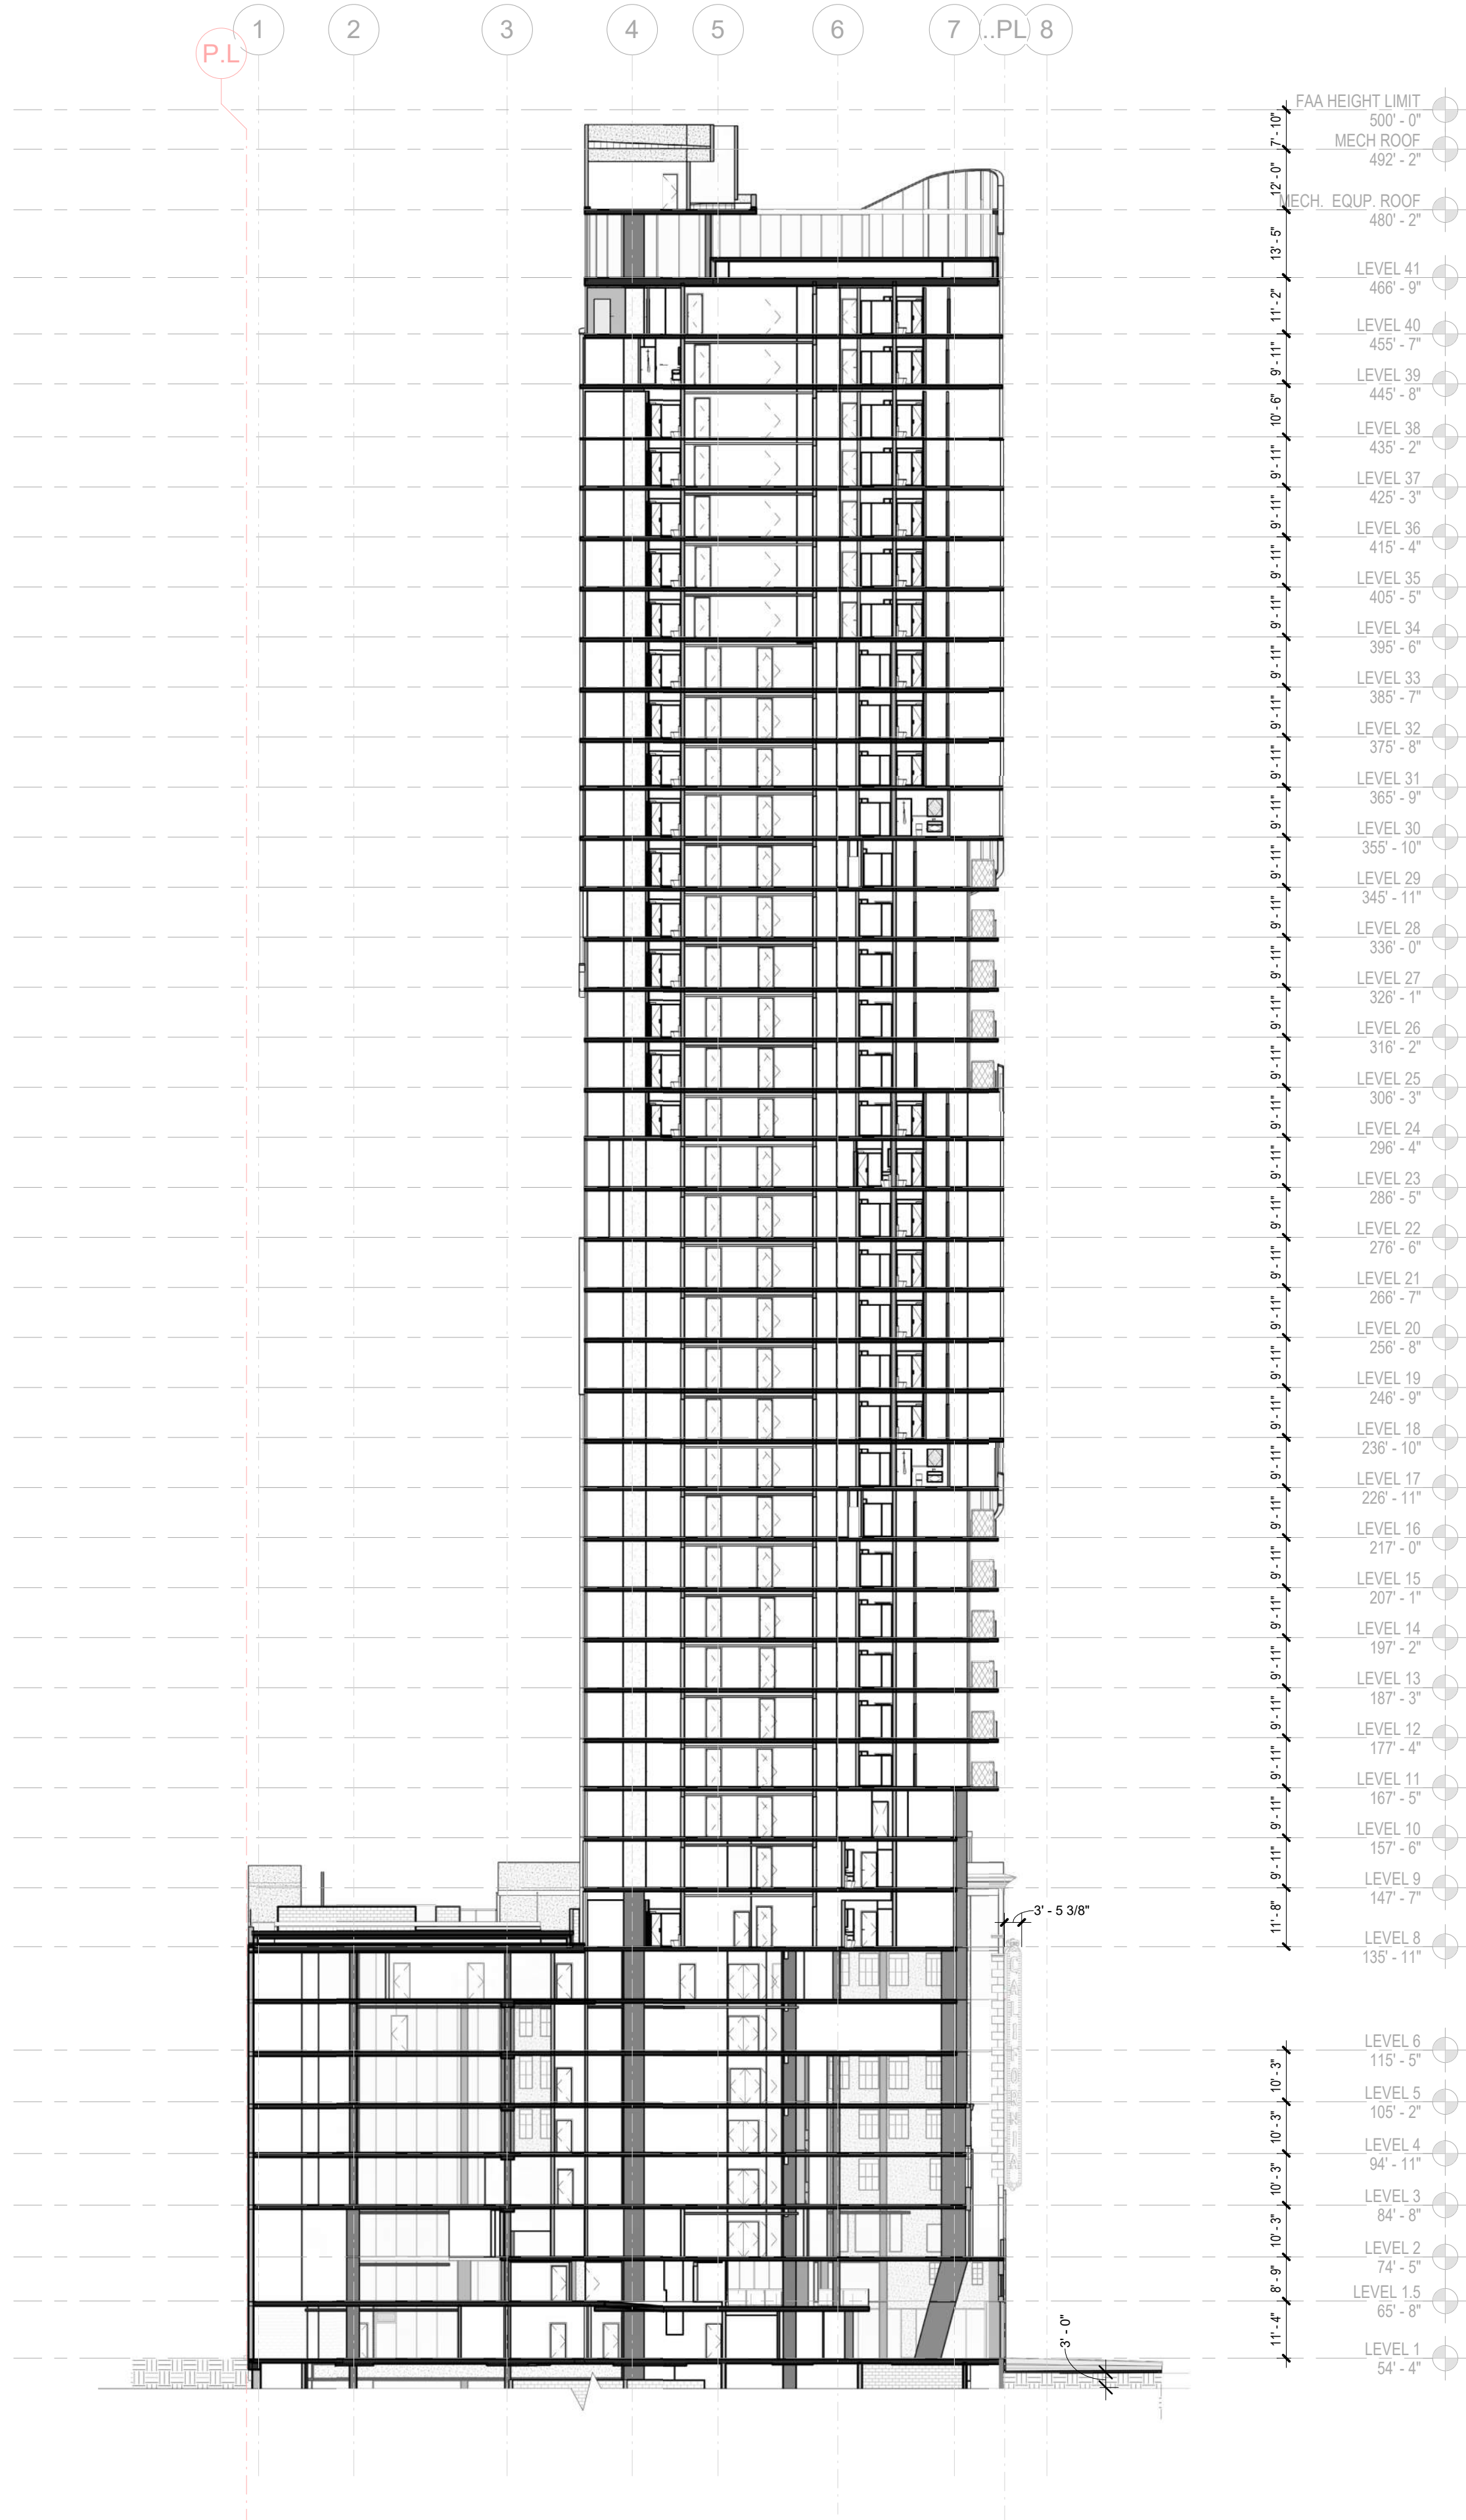 P.L
1
2
3
4
5
6
7
..PL
8
FAA HEIGHT LIMIT
500' - 0"
7' - 10"
MECH ROOF
492' - 2"
12' - 0"
MECH. EQUP. ROOF
480' - 2"
13' - 5"
LEVEL 41
466' - 9"
11' - 2"
LEVEL 40
455' - 7"
9' - 11"
LEVEL 39
445' - 8"
10' - 6"
LEVEL 38
435' - 2"
9' - 11"
LEVEL 37
425' - 3"
9' - 11"
LEVEL 36
415' - 4"
9' - 11"
LEVEL 35
405' - 5"
9' - 11"
LEVEL 34
395' - 6"
9' - 11"
LEVEL 33
385' - 7"
9' - 11"
LEVEL 32
375' - 8"
9' - 11"
LEVEL 31
365' - 9"
9' - 11"
LEVEL 30
355' - 10"
9' - 11"
LEVEL 29
345' - 11"
9' - 11"
LEVEL 28
336' - 0"
9' - 11"
LEVEL 27
326' - 1"
9' - 11"
LEVEL 26
316' - 2"
9' - 11"
LEVEL 25
306' - 3"
9' - 11"
LEVEL 24
296' - 4"
9' - 11"
LEVEL 23
286' - 5"
9' - 11"
LEVEL 22
276' - 6"
9' - 11"
LEVEL 21
266' - 7"
9' - 11"
LEVEL 20
256' - 8"
9' - 11"
LEVEL 19
246' - 9"
9' - 11"
LEVEL 18
236' - 10"
9' - 11"
LEVEL 17
226' - 11"
9' - 11"
LEVEL 16
217' - 0"
9' - 11"
LEVEL 15
207' - 1"
9' - 11"
LEVEL 14
197' - 2"
9' - 11"
LEVEL 13
187' - 3"
9' - 11"
LEVEL 12
177' - 4"
9' - 11"
LEVEL 11
167' - 5"
9' - 11"
LEVEL 10
157' - 6"
9' - 11"
LEVEL 9
147' - 7"
3' - 5 3/8"
11' - 8"
LEVEL 8
135' - 11"
LEVEL 6
115' - 5"
10' - 3"
LEVEL 5
105' - 2"
10' - 3"
LEVEL 4
94' - 11"
10' - 3"
LEVEL 3
84' - 8"
10' - 3"
LEVEL 2
74' - 5"
8' - 9"
LEVEL 1.5
65' - 8"
11' - 4"
3' - 0"
LEVEL 1
54' - 4"